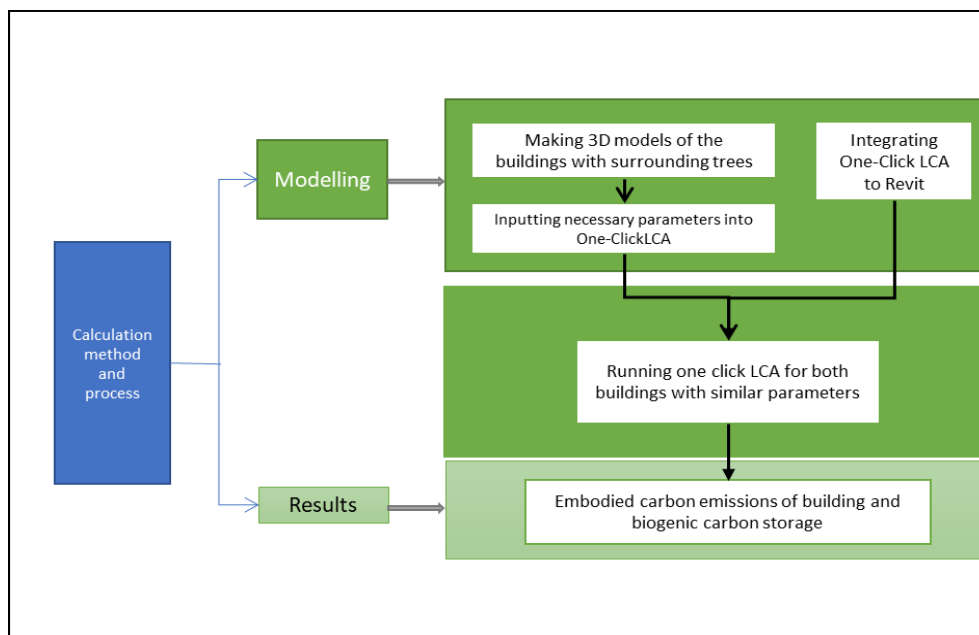 Making 3D models of the
buildings with surrounding trees
Integrating
One-Click LCA
to Revit
Modelling
Inputting necessary parameters into
One-ClickLCA
Calculation
method
and
process
Running one click LCA for both
buildings with similar parameters
Results
Embodied carbon emissions of building and
biogenic carbon storage